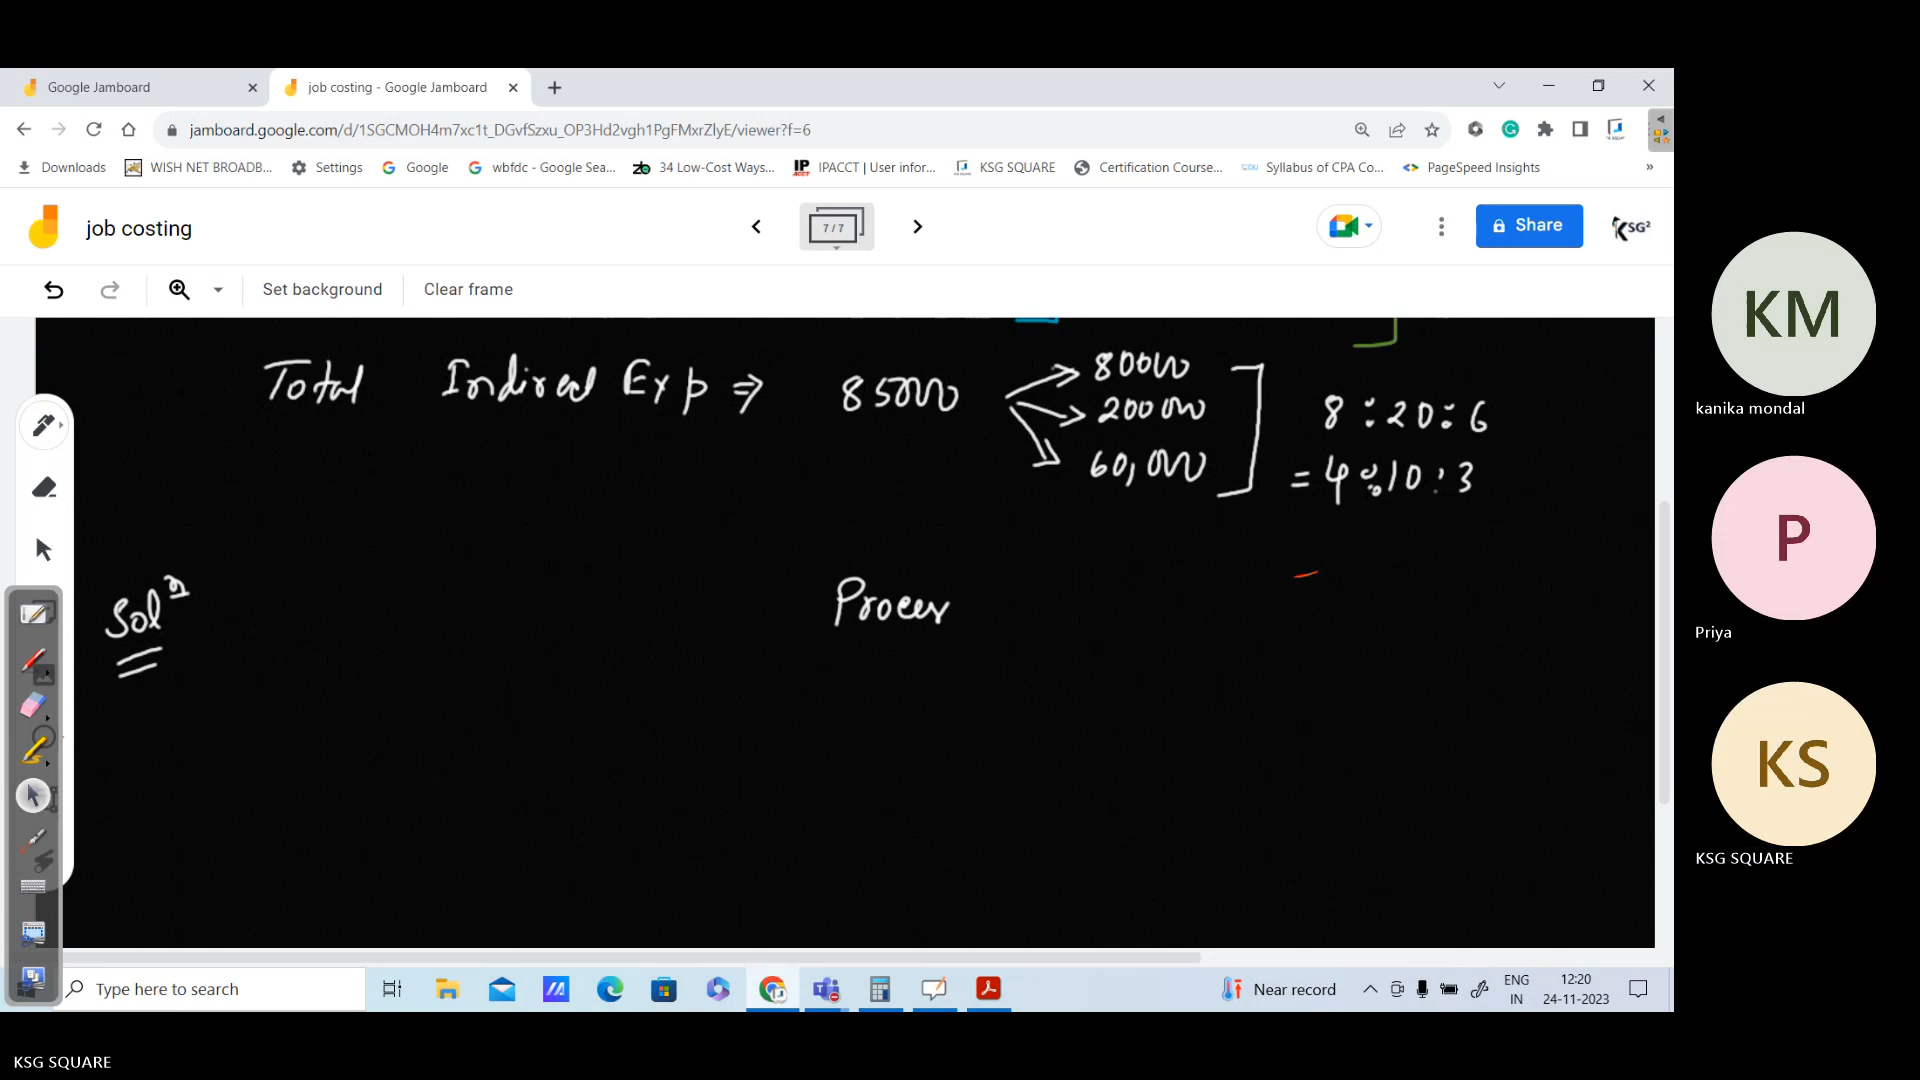 Google Jamboard
job costing - Google Jamboard
jamboard.google.com/d/1SGCMOH4m7xc1t_DGvfSzxu_OP3Hd2vgh1PgFMxrZlyE/viewer?f=6
Downloads WISH NET BROADB... Settings Google wbfdc - Google Sea... 34 Low-Cost Ways... IPACCT | User infor... KSG SQUARE Certification Course... Syllabus of CPA Co... PageSpeed Insights »
job costing 7 / 7 Share KSG²
Set background Clear frame
Total Indirect Exp ⇒ 85000
80000
200000
60,000
8 : 20 : 6
= 4 : 10 : 3
Solⁿ
Process
KM
kanika mondal
P
Priya
KS
KSG SQUARE
Type here to search Near record ENG IN 12:20 24-11-2023
KSG SQUARE